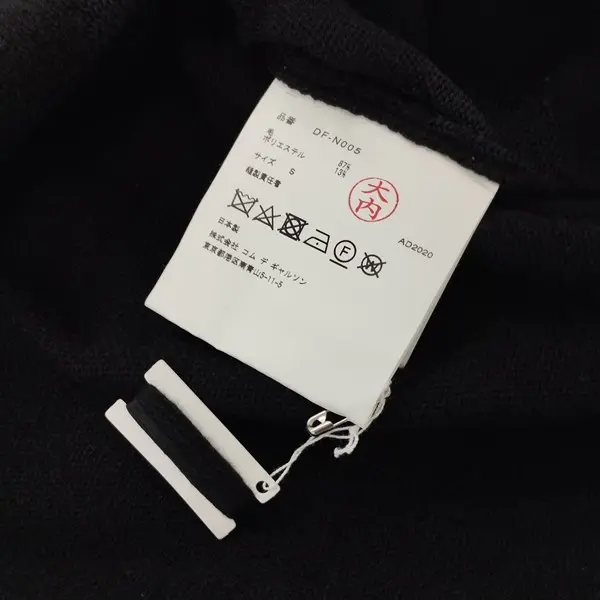 品番 DF-N005
毛 87%
ポリエステル 13%
サイズ S
縫製責任者
大内
F
W
日本製 AD2020
株式会社 コム デ ギャルソン
東京都港区南青山5-11-5